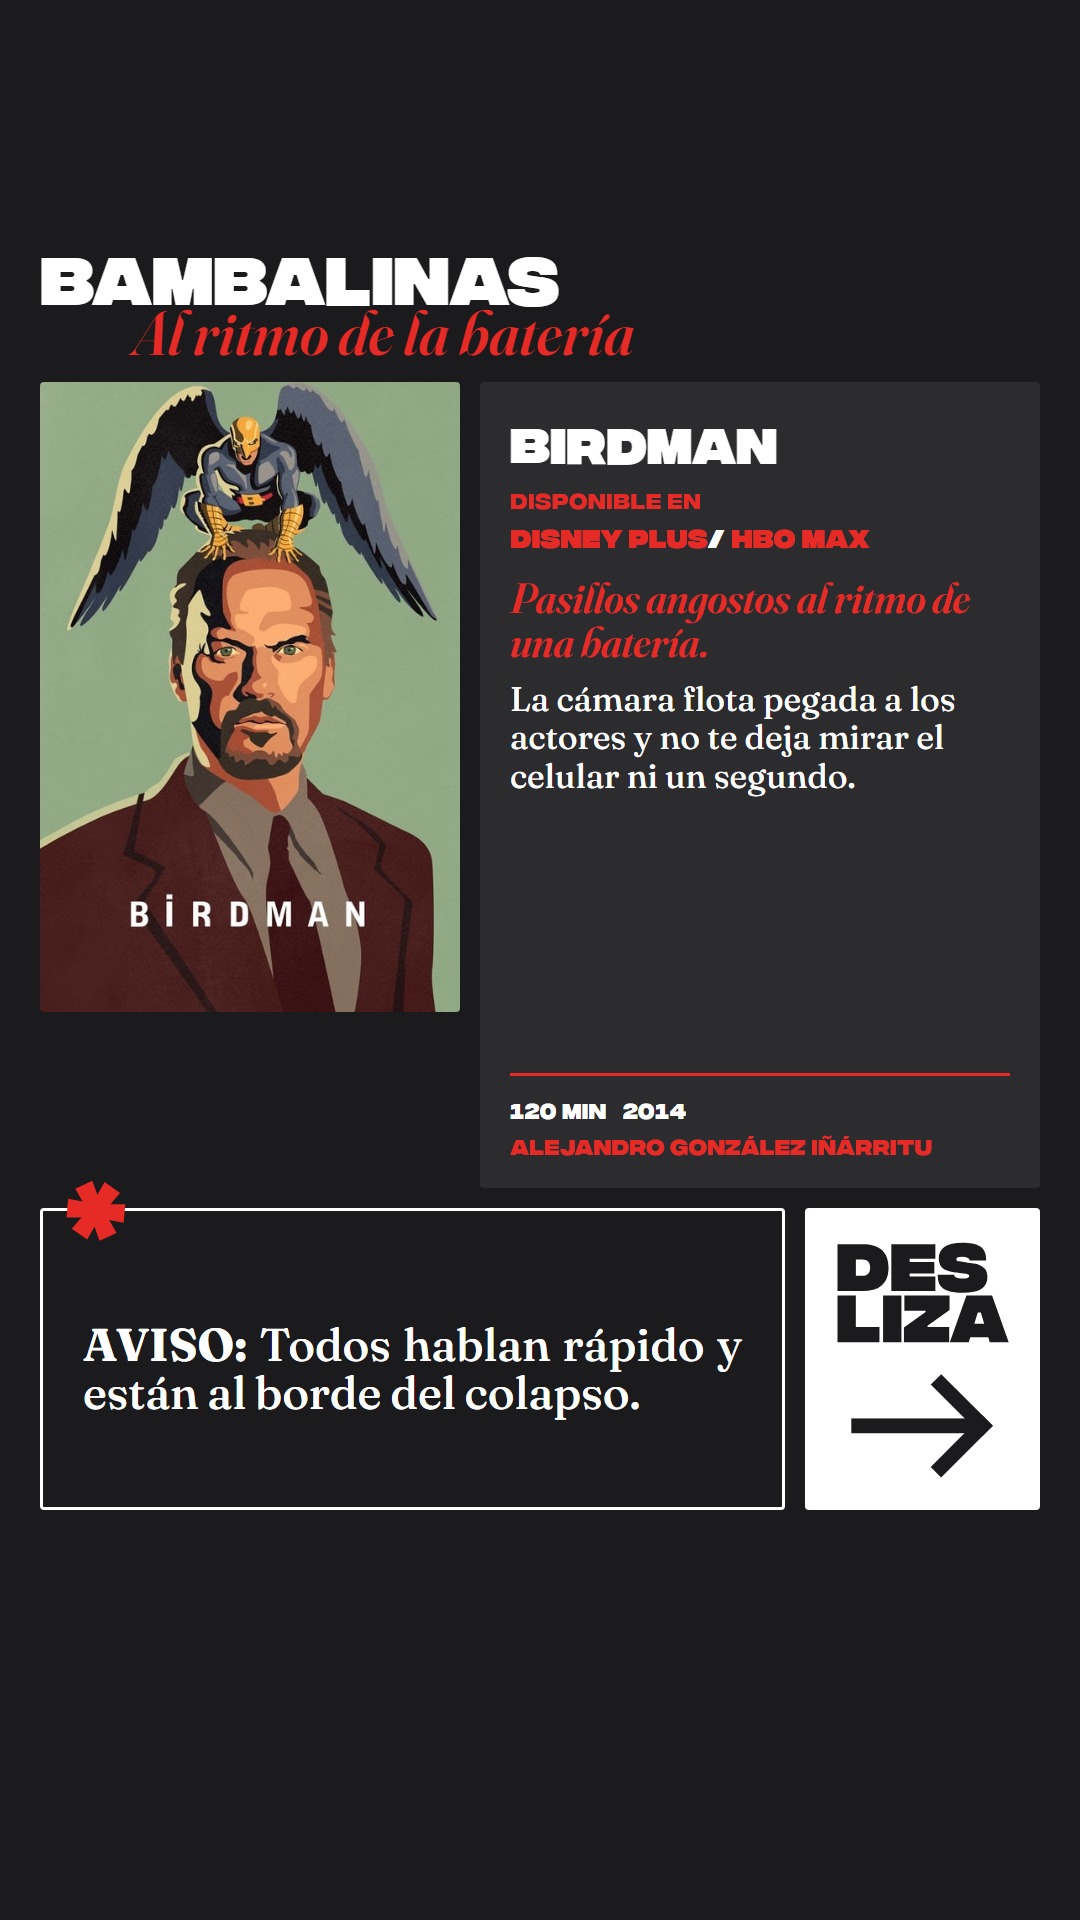 BAMBALINAS
Al ritmo de la batería
BİRDMAN
BIRDMAN
DISPONIBLE EN
DISNEY PLUS/ HBO MAX
Pasillos angostos al ritmo de
una batería.
La cámara flota pegada a los
actores y no te deja mirar el
celular ni un segundo.
120 MIN 2014
ALEJANDRO GONZÁLEZ IÑÁRRITU
AVISO: Todos hablan rápido y
están al borde del colapso.
DES
LIZA